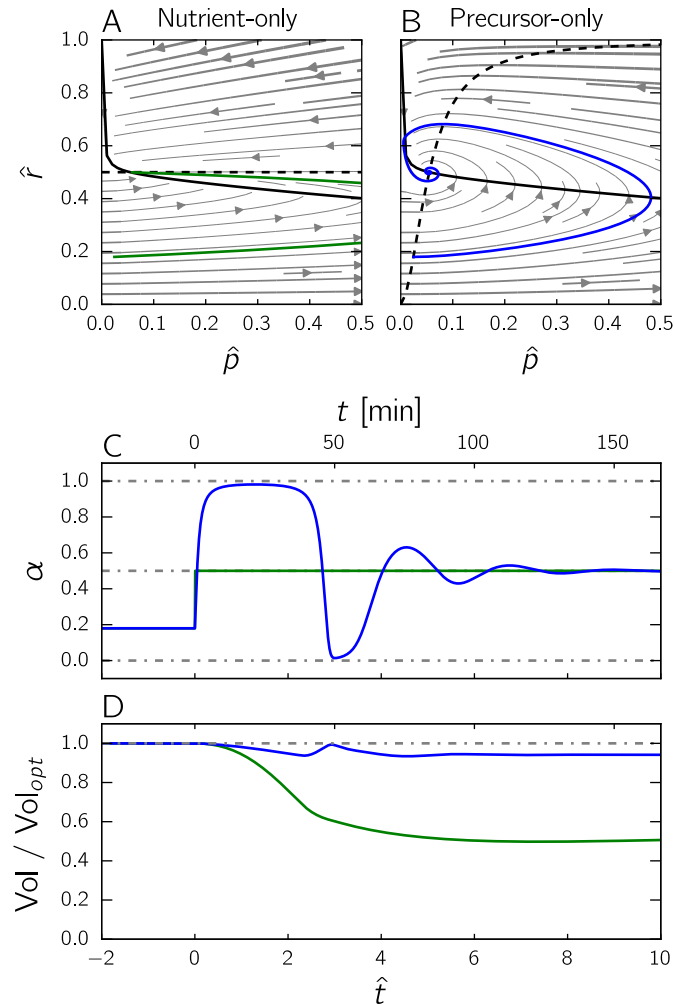 A Nutrient-only
B Precursor-only
1.0
0.8
0.6
0.4
0.2
0.0
r̂
0.0 0.1 0.2 0.3 0.4 0.5
0.0 0.1 0.2 0.3 0.4 0.5
p̂
p̂
t [min]
0 50 100 150
C
1.0
0.8
0.6
0.4
0.2
0.0
α
D
1.0
0.8
0.6
0.4
0.2
0.0
Vol / Vol_opt
−2 0 2 4 6 8 10
t̂